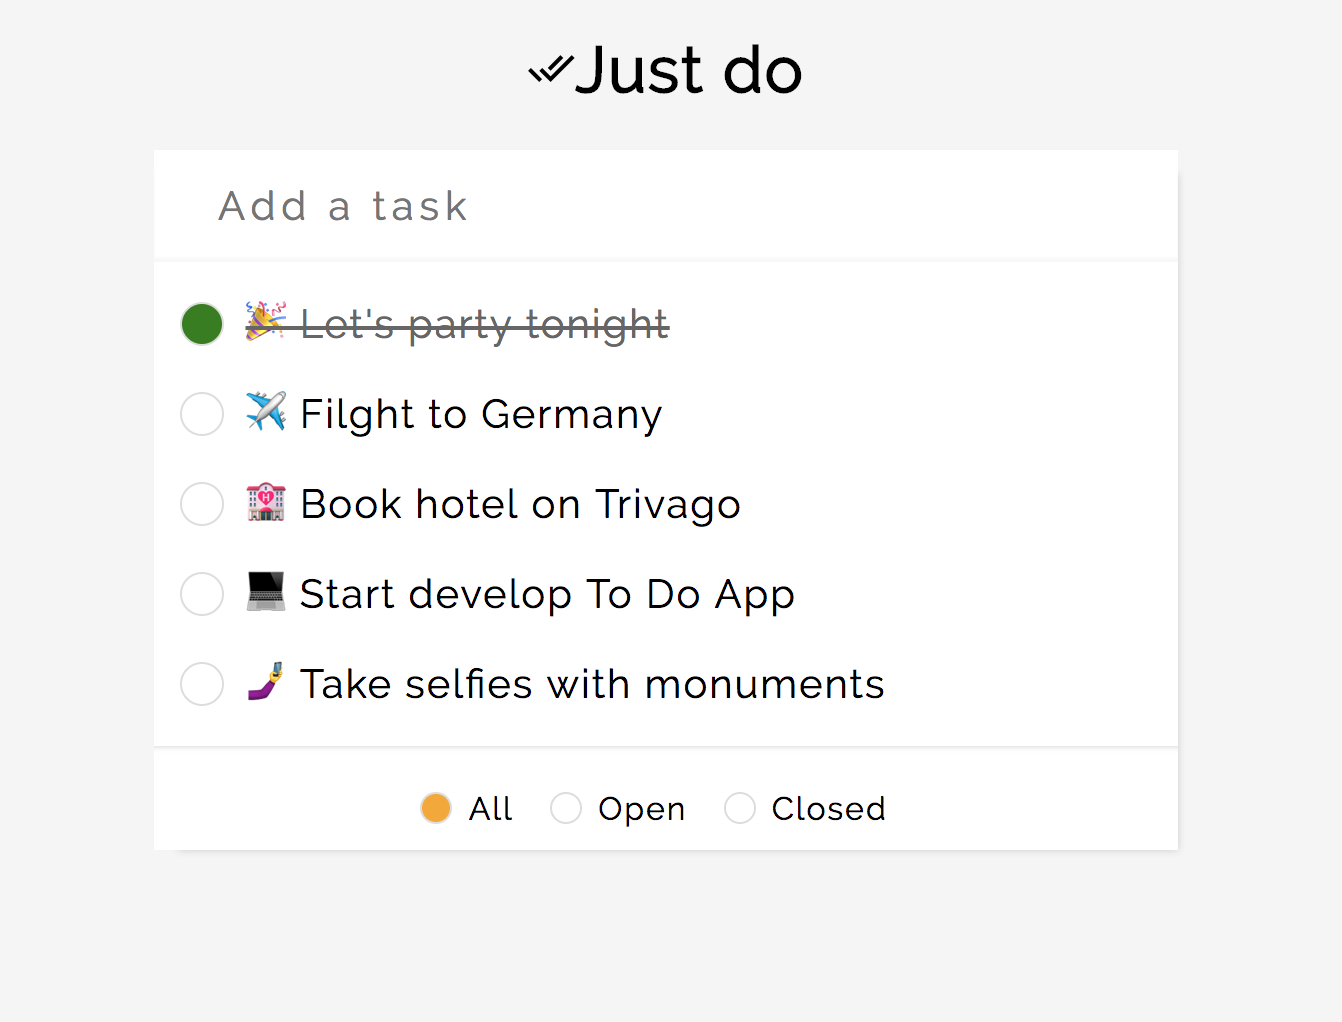 Just do
Add a task
🎉 Let's party tonight
✈️ Filght to Germany
🏩 Book hotel on Trivago
💻 Start develop To Do App
🤳 Take selfies with monuments
All Open Closed